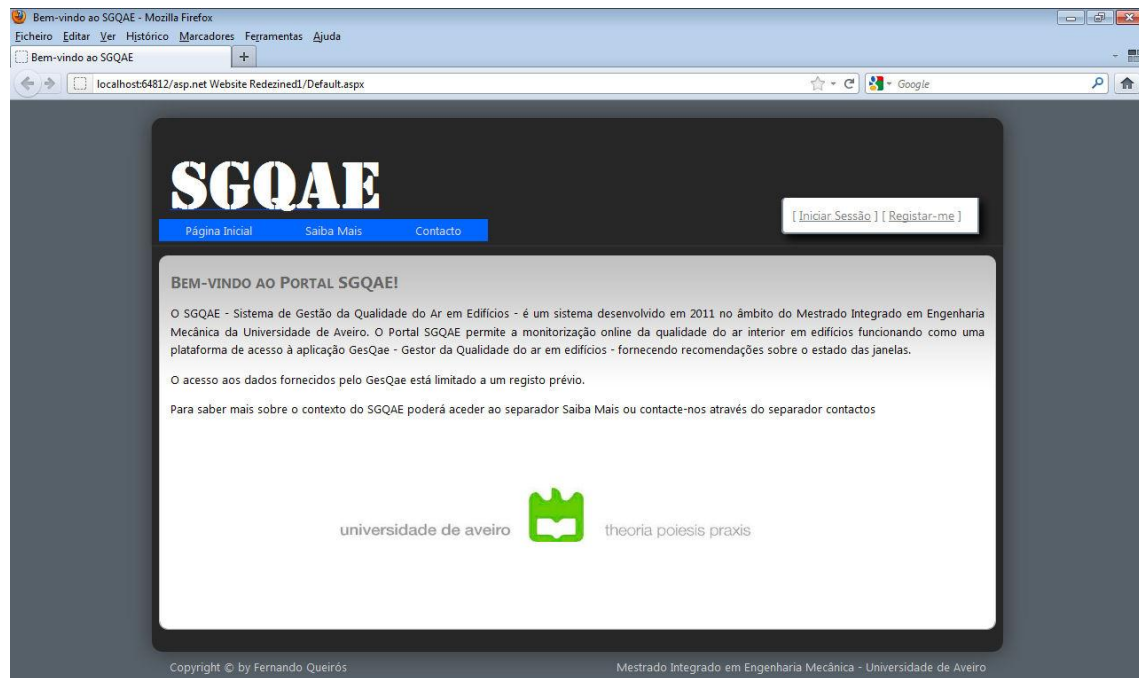 Bem-vindo ao SGQAE - Mozilla Firefox
Ficheiro Editar Ver Histórico Marcadores Ferramentas Ajuda
Bem-vindo ao SGQAE
localhost:64812/asp.net Website Redezined1/Default.aspx
Google
SGQAE
[ Iniciar Sessão ] [ Registar-me ]
Página Inicial Saiba Mais Contacto
BEM-VINDO AO PORTAL SGQAE!
O SGQAE - Sistema de Gestão da Qualidade do Ar em Edifícios - é um sistema desenvolvido em 2011 no âmbito do Mestrado Integrado em Engenharia
Mecânica da Universidade de Aveiro. O Portal SGQAE permite a monitorização online da qualidade do ar interior em edifícios funcionando como uma
plataforma de acesso à aplicação GesQae - Gestor da Qualidade do ar em edifícios - fornecendo recomendações sobre o estado das janelas.
O acesso aos dados fornecidos pelo GesQae está limitado a um registo prévio.
Para saber mais sobre o contexto do SGQAE poderá aceder ao separador Saiba Mais ou contacte-nos através do separador contactos
universidade de aveiro theoria poiesis praxis
Copyright © by Fernando Queirós Mestrado Integrado em Engenharia Mecânica - Universidade de Aveiro